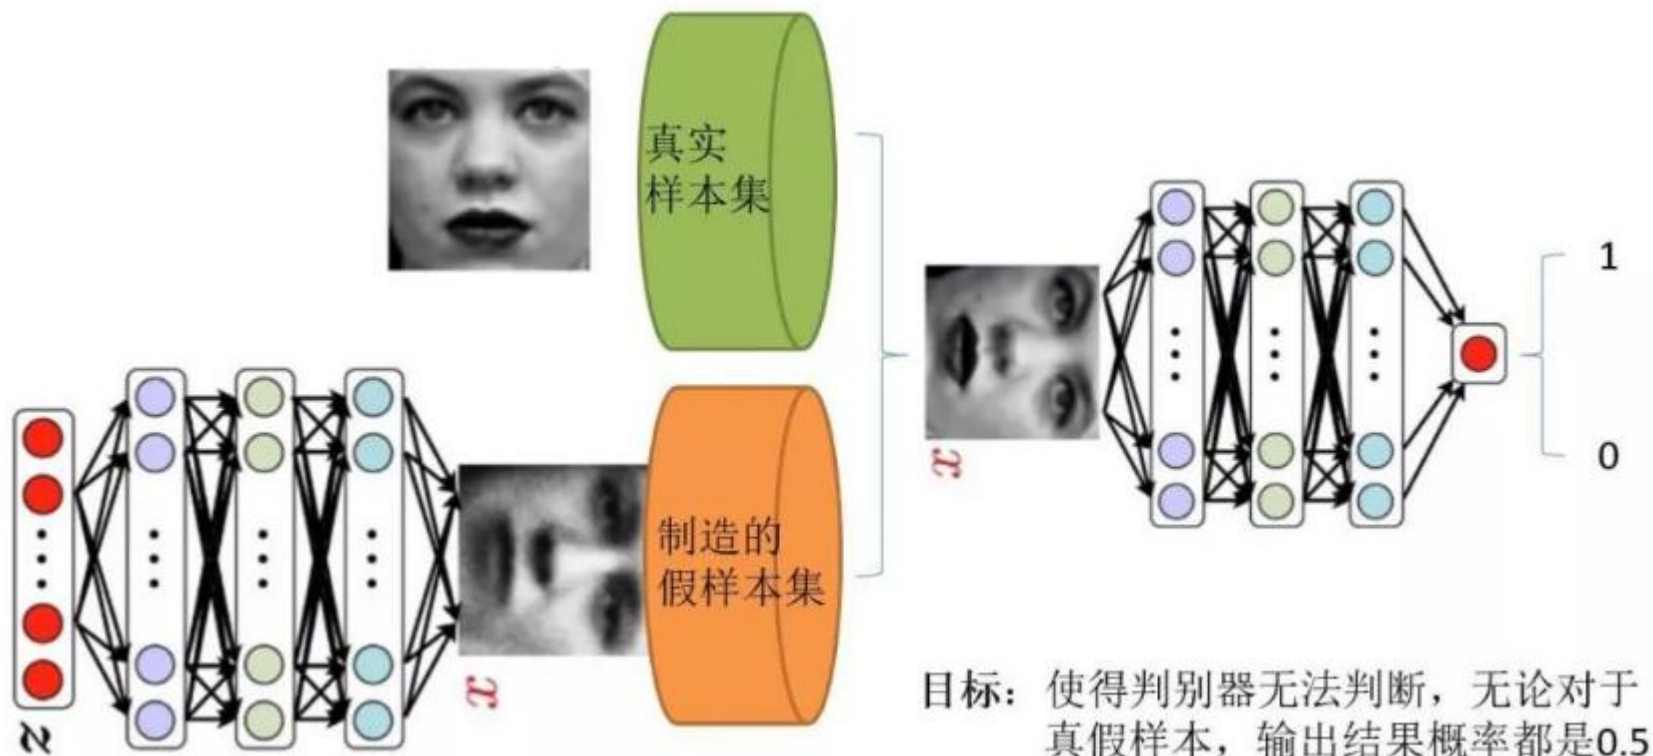 真实
样本集
制造的
假样本集
z
x
x
1
0
目标：使得判别器无法判断，无论对于
真假样本，输出结果概率都是0.5